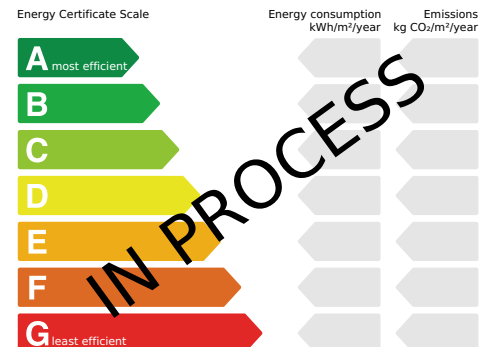 Energy Certificate Scale
Energy consumption
kWh/m²/year
Emissions
kg CO₂/m²/year
A most efficient
B
C
D
E
F
G least efficient
IN PROCESS